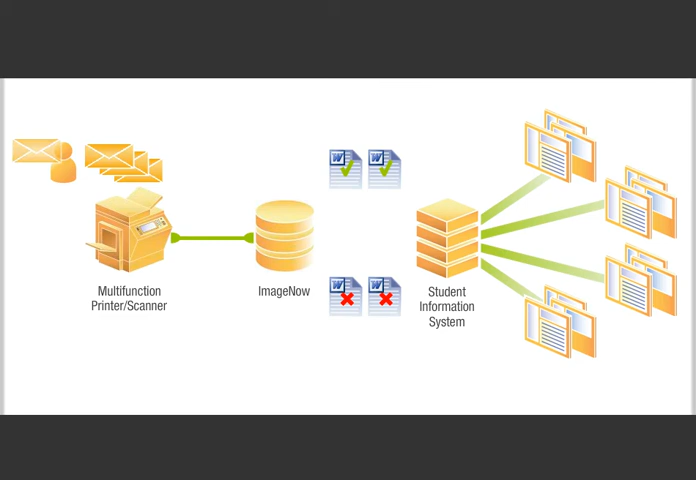 W
W
Multifunction
Printer/Scanner
ImageNow
W
W
Student
Information
System